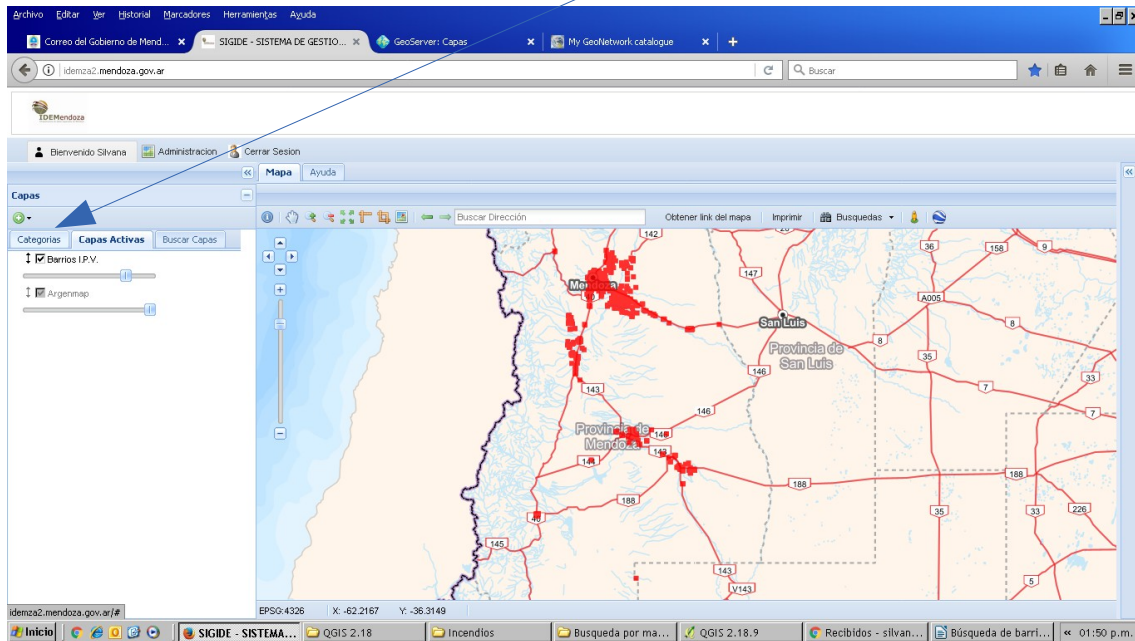 Archivo Editar Ver Historial Marcadores Herramientas Ayuda
Correo del Gobierno de Mend... SIGIDE - SISTEMA DE GESTIO... GeoServer: Capas My GeoNetwork catalogue
idemza2.mendoza.gov.ar Buscar
IDEMendoza
Bienvenido Silvana Administracion Cerrar Sesion
Mapa Ayuda
Capas
Buscar Dirección Obtener link del mapa Imprimir Busquedas
Categorias Capas Activas Buscar Capas
Barrios I.P.V.
Argenmap
142
36
158
9
147
Mendoza
40
A005
San Luis
8
Provincia de
San Luis
8
35
146
33
143
7
146
7
Provincia de
Mendoza
146
143
188
188
188
35
33
226
40
145
143
V143
5
idemza2.mendoza.gov.ar/#
EPSG:4326 X: -62.2167 Y: -36.3149
Inicio SIGIDE - SISTEMA... QGIS 2.18 Incendios Busqueda por ma... QGIS 2.18.9 Recibidos - silvan... Búsqueda de barri... 01:50 p.m.